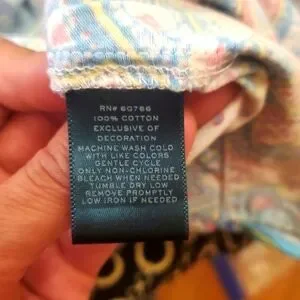 RN# 60766
100% COTTON
EXCLUSIVE OF
DECORATION
MACHINE WASH COLD
WITH LIKE COLORS
GENTLE CYCLE
ONLY NON-CHLORINE
BLEACH WHEN NEEDED
TUMBLE DRY LOW
REMOVE PROMPTLY
LOW IRON IF NEEDED